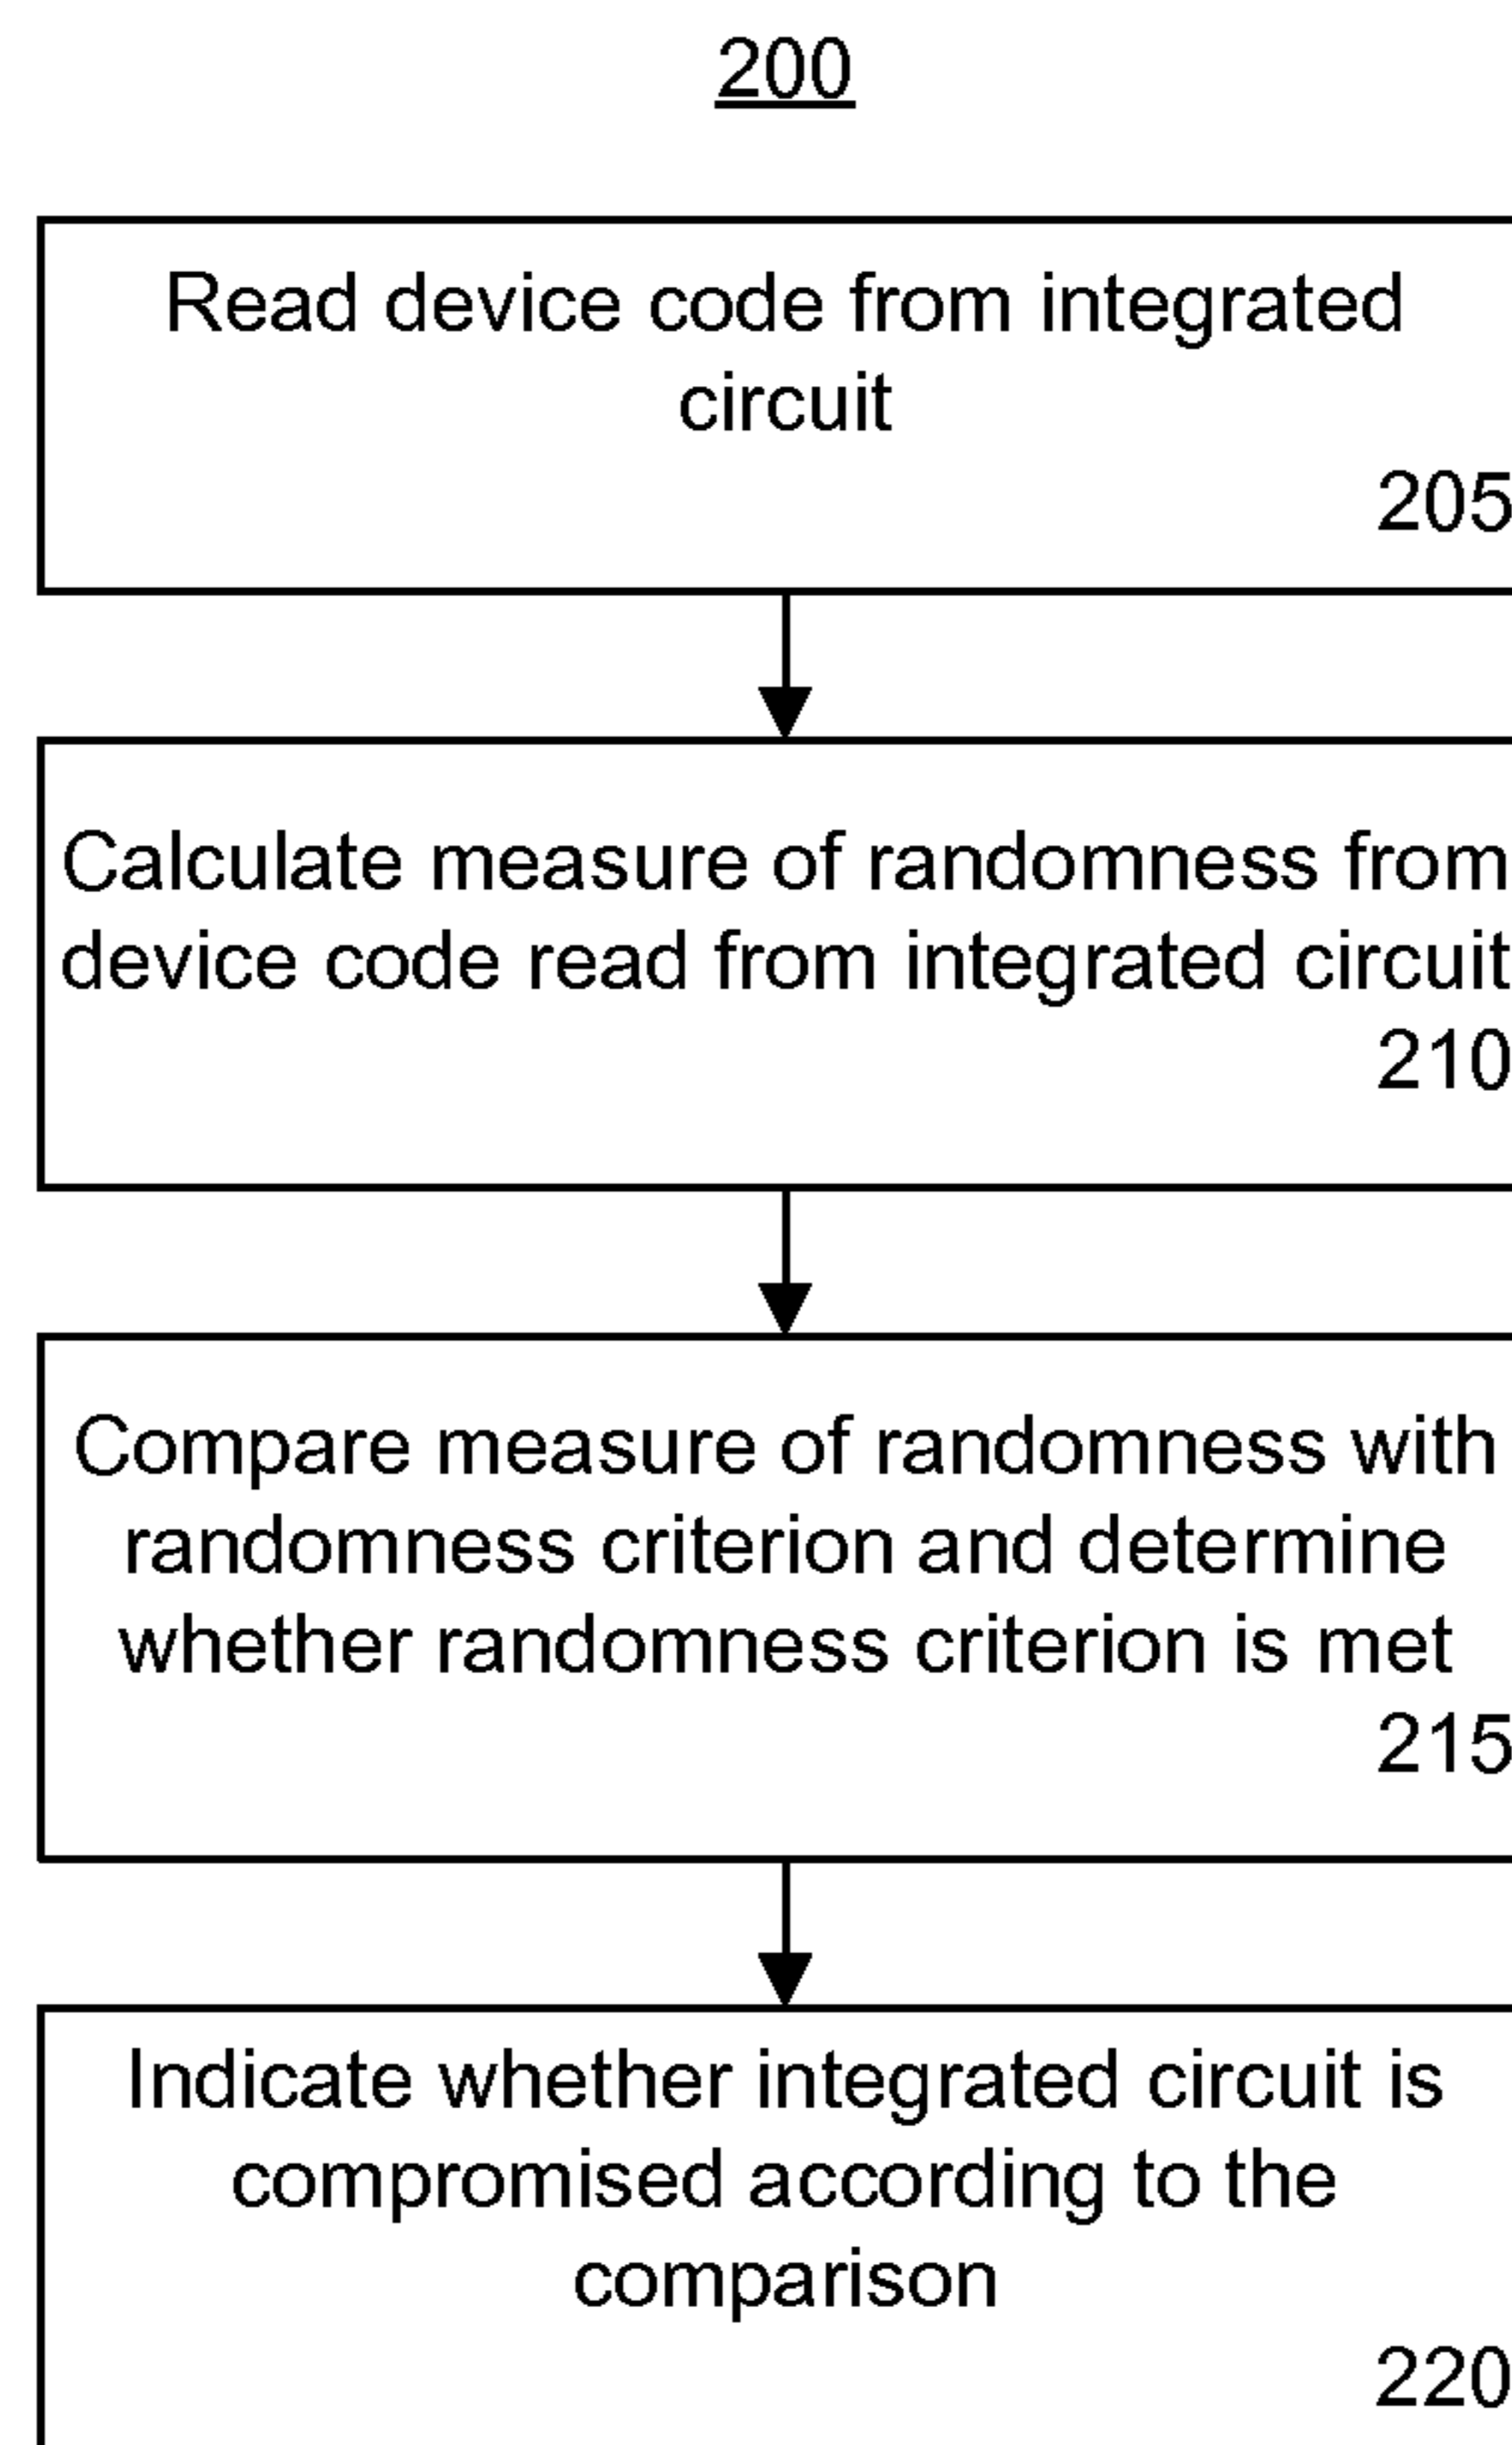 200
Read device code from integrated
circuit
205
Calculate measure of randomness from
device code read from integrated circuit
210
Compare measure of randomness with
randomness criterion and determine
whether randomness criterion is met
215
Indicate whether integrated circuit is
compromised according to the
comparison
220